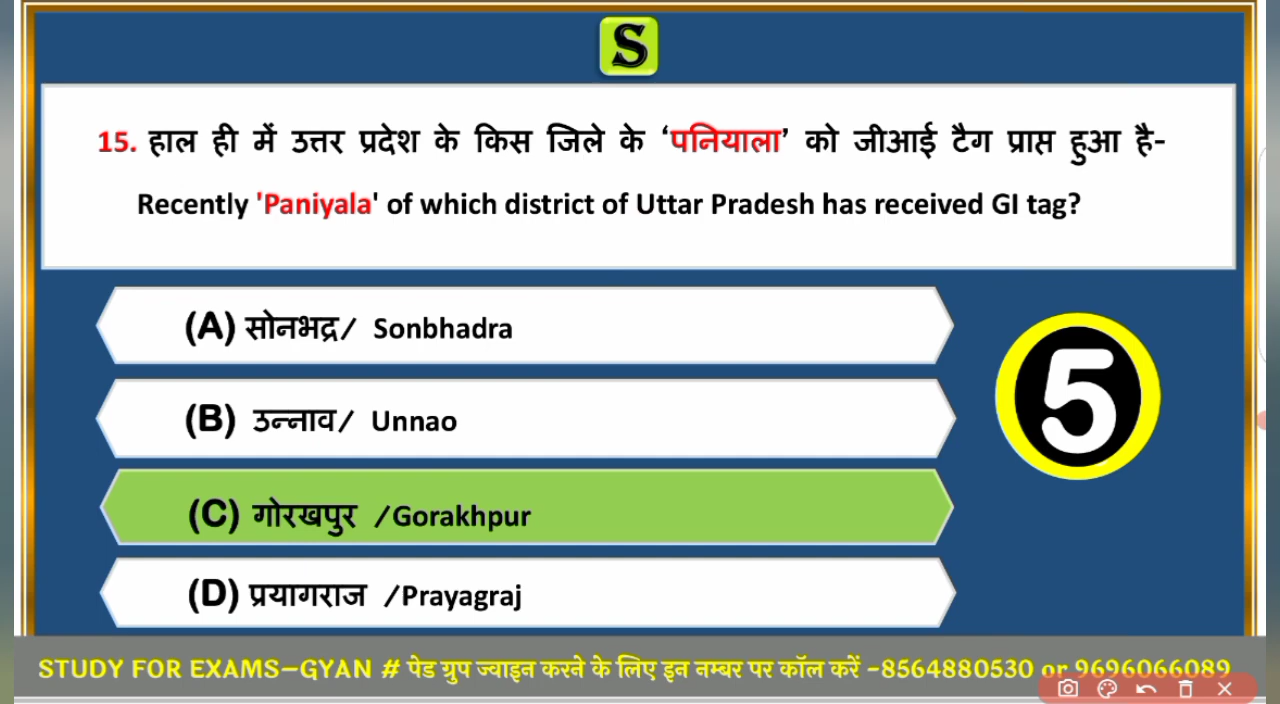 S
15. हाल ही में उत्तर प्रदेश के किस जिले के ‘पनियाला’ को जीआई टैग प्राप्त हुआ है-
Recently 'Paniyala' of which district of Uttar Pradesh has received GI tag?
(A) सोनभद्र/ Sonbhadra
(B) उन्नाव/ Unnao
5
(C) गोरखपुर /Gorakhpur
(D) प्रयागराज /Prayagraj
STUDY FOR EXAMS–GYAN # पेड ग्रुप ज्वाइन करने के लिए इन नम्बर पर कॉल करें –8564880530 or 9696066089